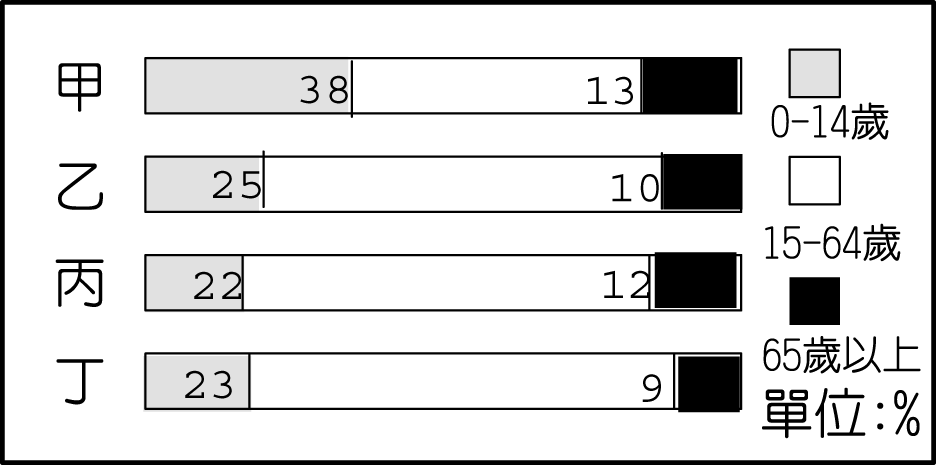 甲 38 13
乙 25 10
丙 22 12
丁 23 9
0-14歲
15-64歲
65歲以上
單位:%